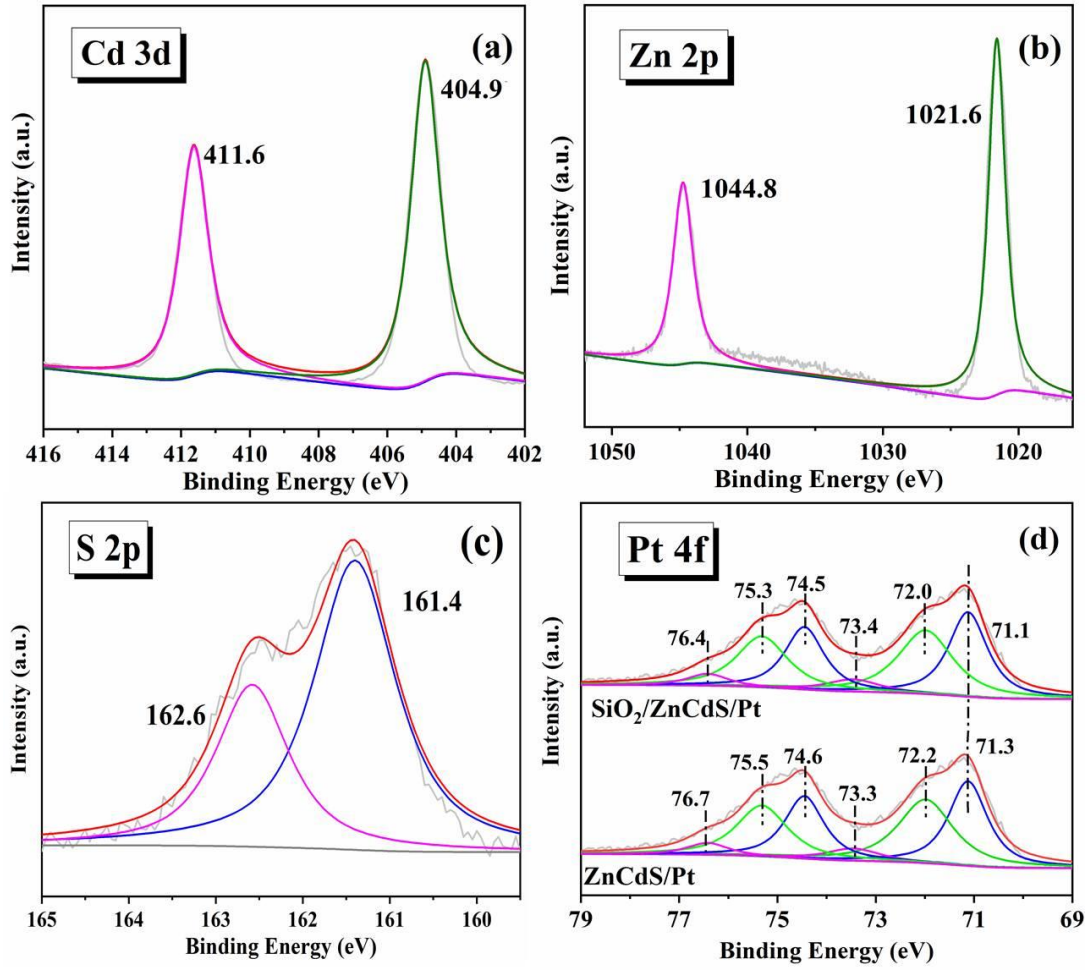 Cd 3d
(a)
404.9
411.6
Intensity (a.u.)
416 414 412 410 408 406 404 402
Binding Energy (eV)
Zn 2p
(b)
1021.6
1044.8
Intensity (a.u.)
1050 1040 1030 1020
Binding Energy (eV)
S 2p
(c)
161.4
162.6
Intensity (a.u.)
165 164 163 162 161 160
Binding Energy (eV)
Pt 4f
(d)
76.4 75.3 74.5 73.4 72.0 71.1
SiO₂/ZnCdS/Pt
76.7 75.5 74.6 73.3 72.2 71.3
ZnCdS/Pt
Intensity (a.u.)
79 77 75 73 71 69
Binding Energy (eV)